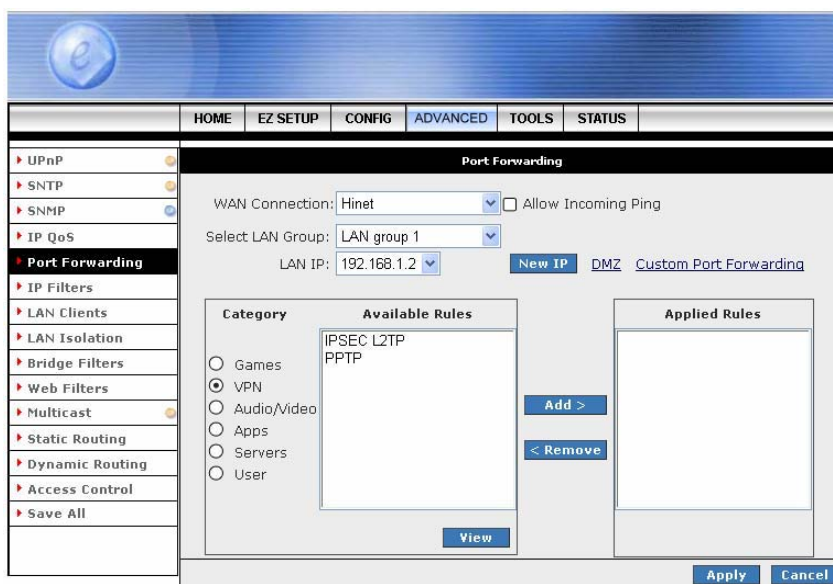 e
HOME EZ SETUP CONFIG ADVANCED TOOLS STATUS
UPnP
SNTP
SNMP
IP QoS
Port Forwarding
IP Filters
LAN Clients
LAN Isolation
Bridge Filters
Web Filters
Multicast
Static Routing
Dynamic Routing
Access Control
Save All
Port Forwarding
WAN Connection: Hinet Allow Incoming Ping
Select LAN Group: LAN group 1
LAN IP: 192.168.1.2 New IP DMZ Custom Port Forwarding
Category Available Rules Applied Rules
Games
VPN
Audio/Video
Apps
Servers
User
IPSEC L2TP
PPTP
Add >
< Remove
View
Apply Cancel